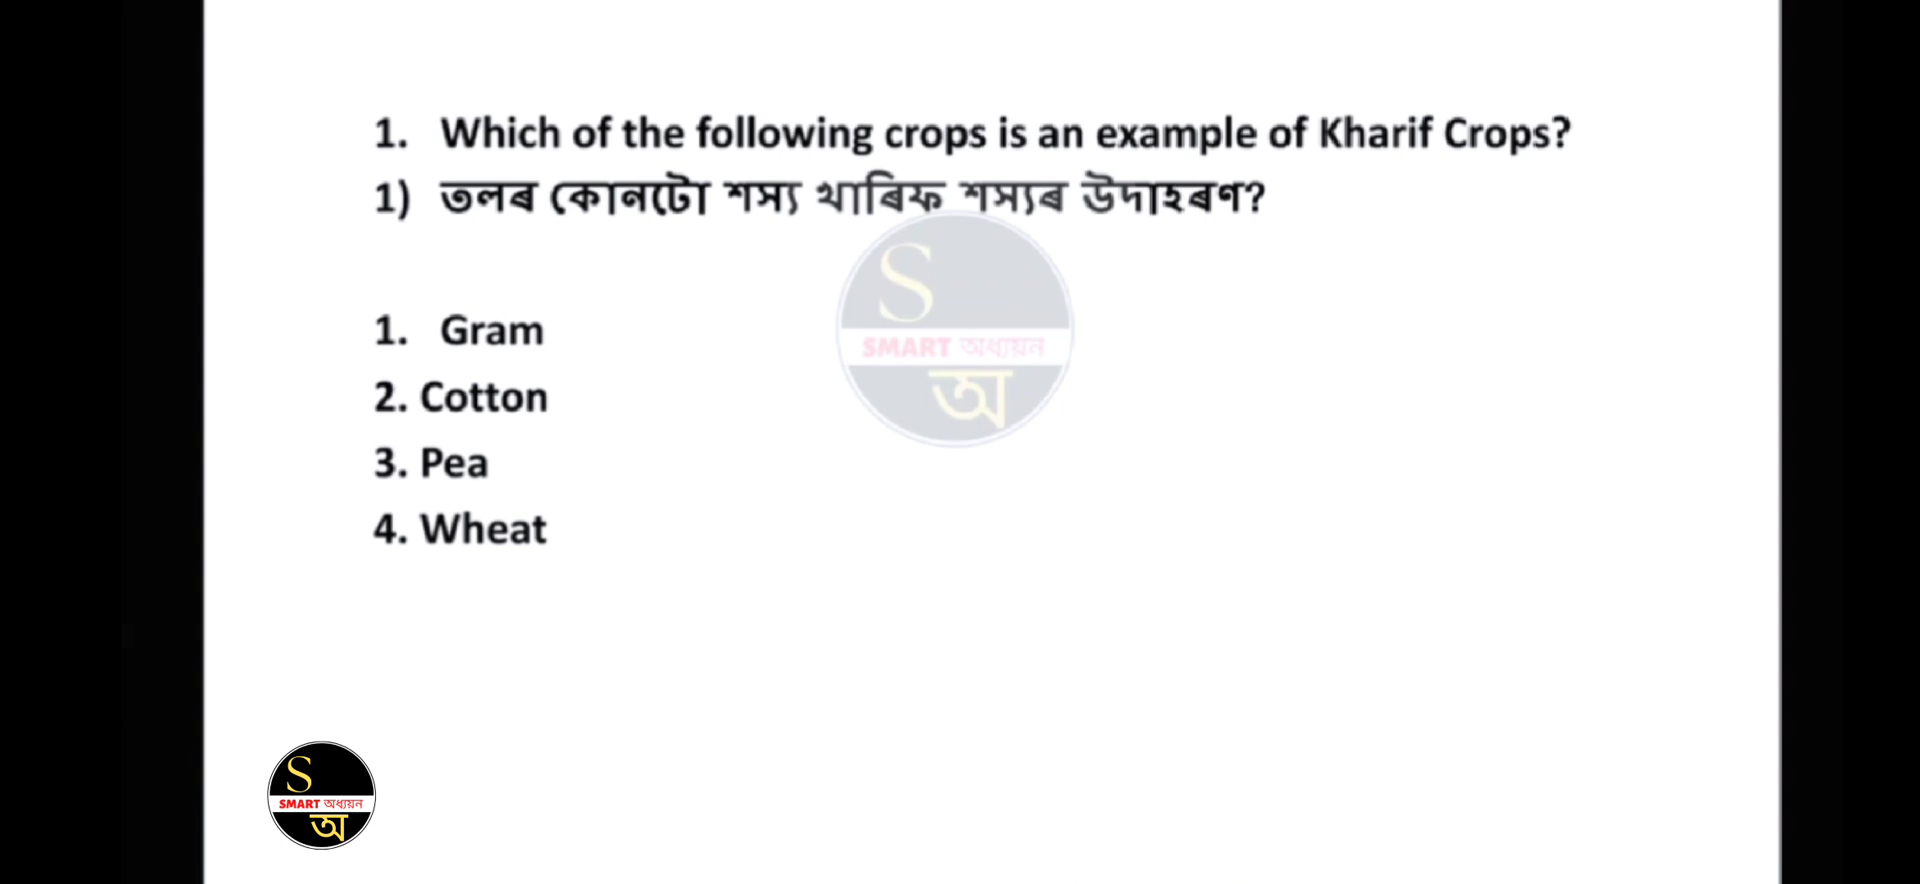 1. Which of the following crops is an example of Kharif Crops?
1) তলৰ কোনটো শস্য খাৰিফ শস্যৰ উদাহৰণ?
S
SMART অধ্যয়ন
অ
1. Gram
2. Cotton
3. Pea
4. Wheat
S
SMART অধ্যয়ন
অ